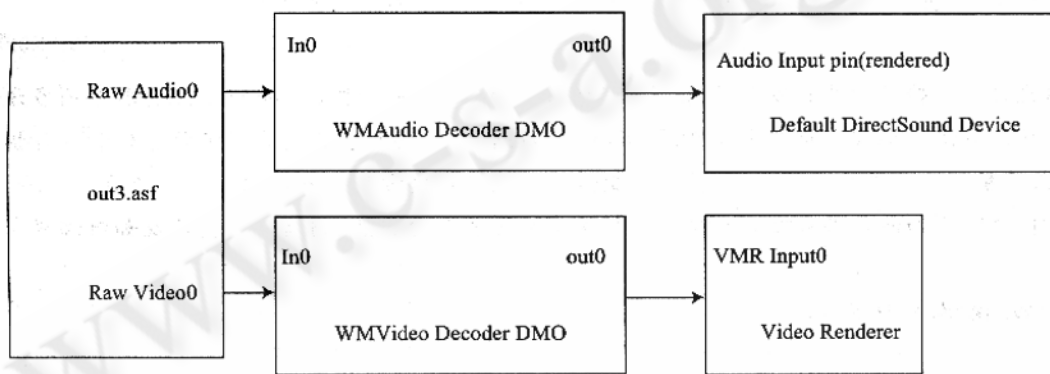 Raw Audio0
out3.asf
Raw Video0
In0
out0
WMAudio Decoder DMO
Audio Input pin(rendered)
Default DirectSound Device
In0
out0
WMVideo Decoder DMO
VMR Input0
Video Renderer